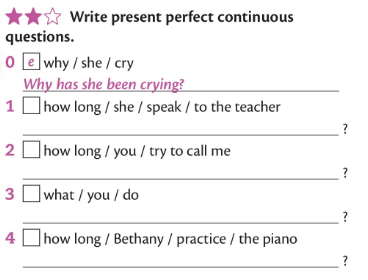 Write present perfect continuous
questions.
0 e why / she / cry
Why has she been crying?
1 how long / she / speak / to the teacher
?
2 how long / you / try to call me
?
3 what / you / do
?
4 how long / Bethany / practice / the piano
?